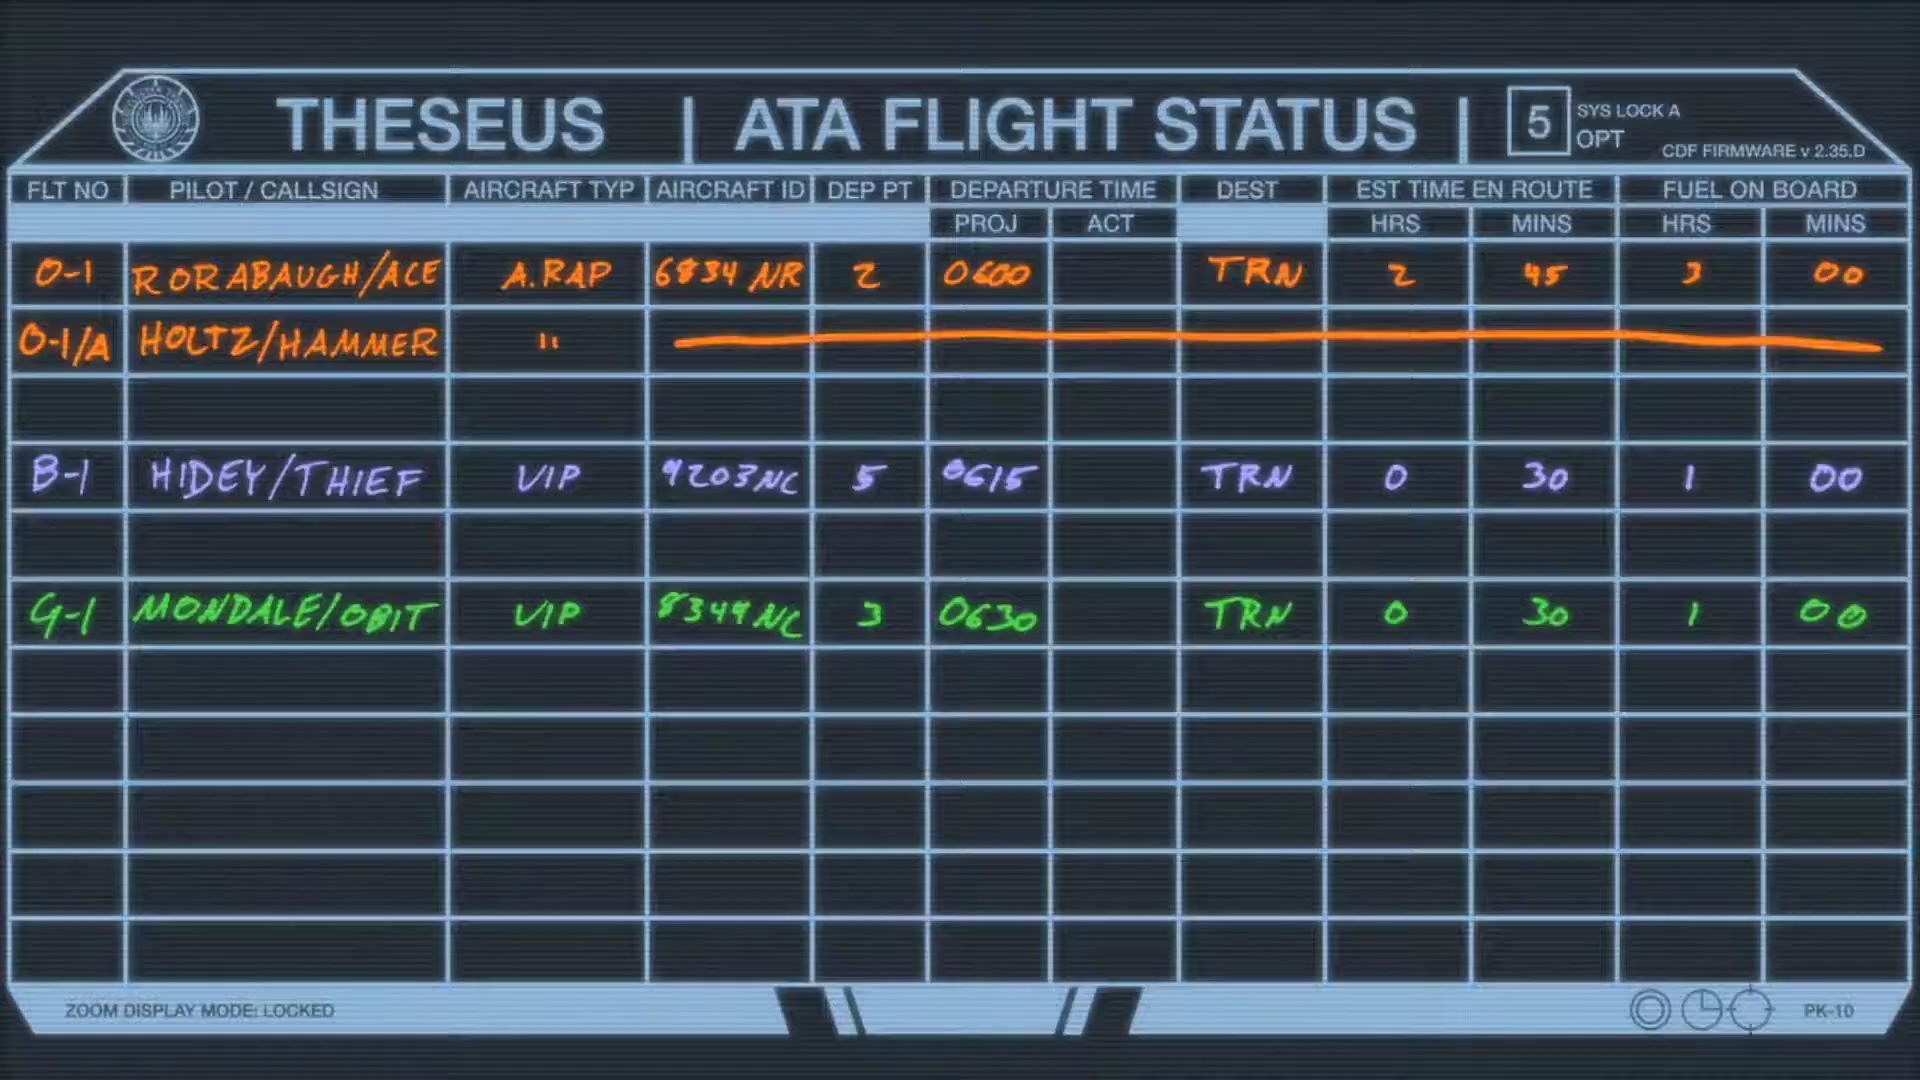 THESEUS | ATA FLIGHT STATUS | 5 SYS LOCK A
OPT
CDF FIRMWARE v 2.35.D
FLT NO PILOT / CALLSIGN AIRCRAFT TYP AIRCRAFT ID DEP PT DEPARTURE TIME DEST EST TIME EN ROUTE FUEL ON BOARD
PROJ ACT HRS MINS HRS MINS
O-1 RORABAUGH/ACE A.RAP 6834 NR 2 0600 TRN 2 45 3 00
O-1/A HOLTZ/HAMMER "
B-1 HIDEY/THIEF VIP 9203NC 5 0615 TRN 0 30 1 00
G-1 MONDALE/OBIT VIP 8349NC 3 0630 TRN 0 30 1 00
ZOOM DISPLAY MODE: LOCKED PK-10